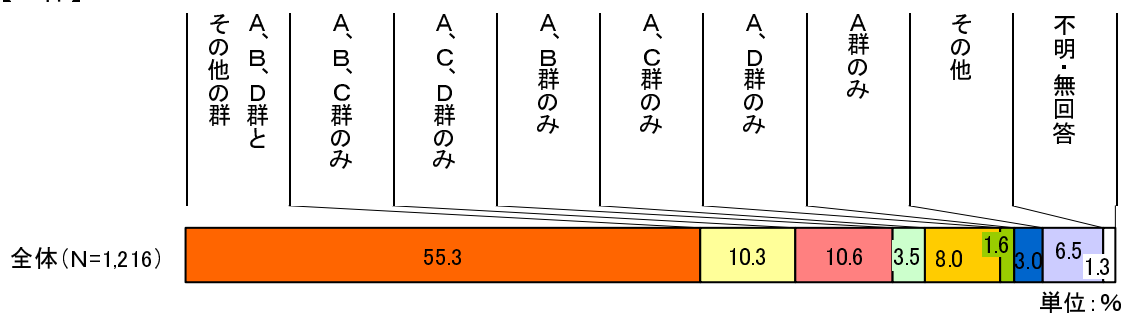 A、B、D群と
その他の群
A、B、C群のみ
A、C、D群のみ
A、B群のみ
A、C群のみ
A、D群のみ
A群のみ
その他
不明・無回答
全体(N=1,216)
55.3
10.3
10.6
3.5
8.0
1.6
3.0
6.5
1.3
単位:%